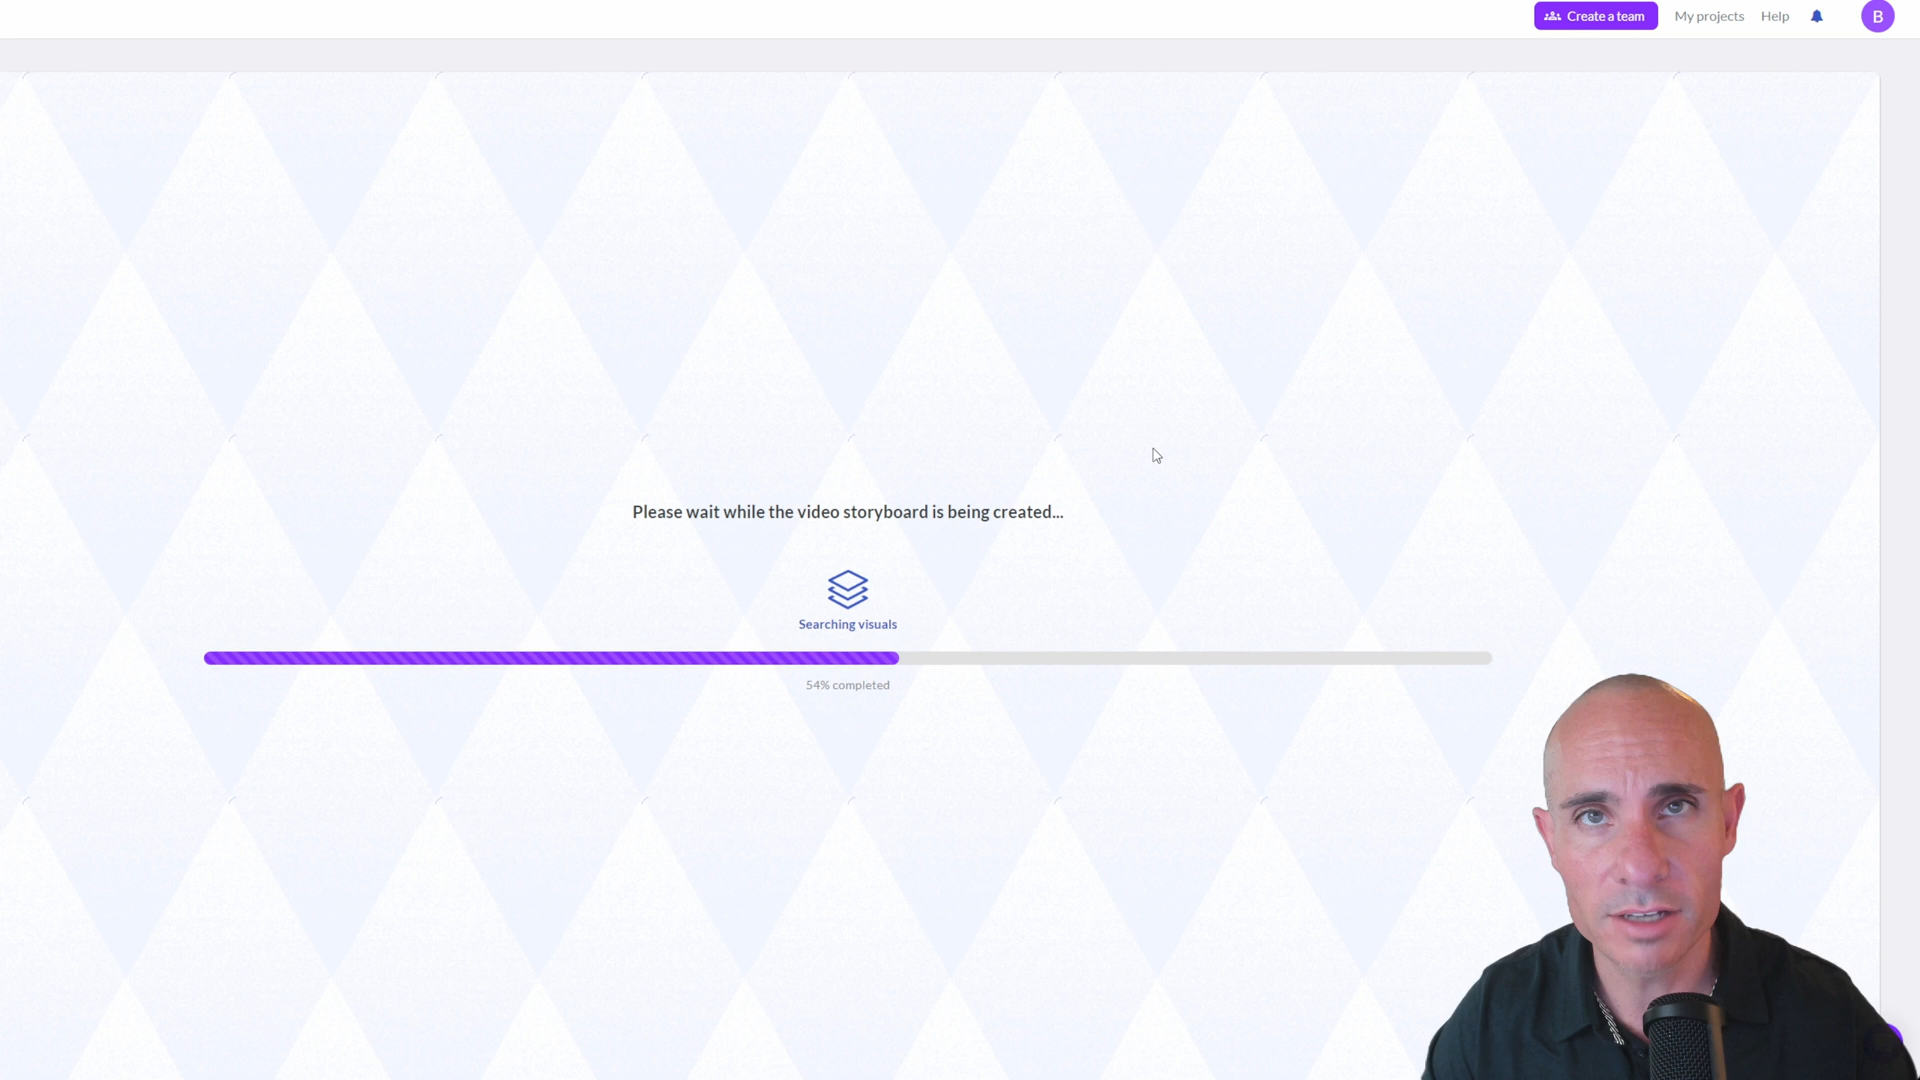 Create a team
My projects
Help
B
Please wait while the video storyboard is being created...
Searching visuals
54% completed